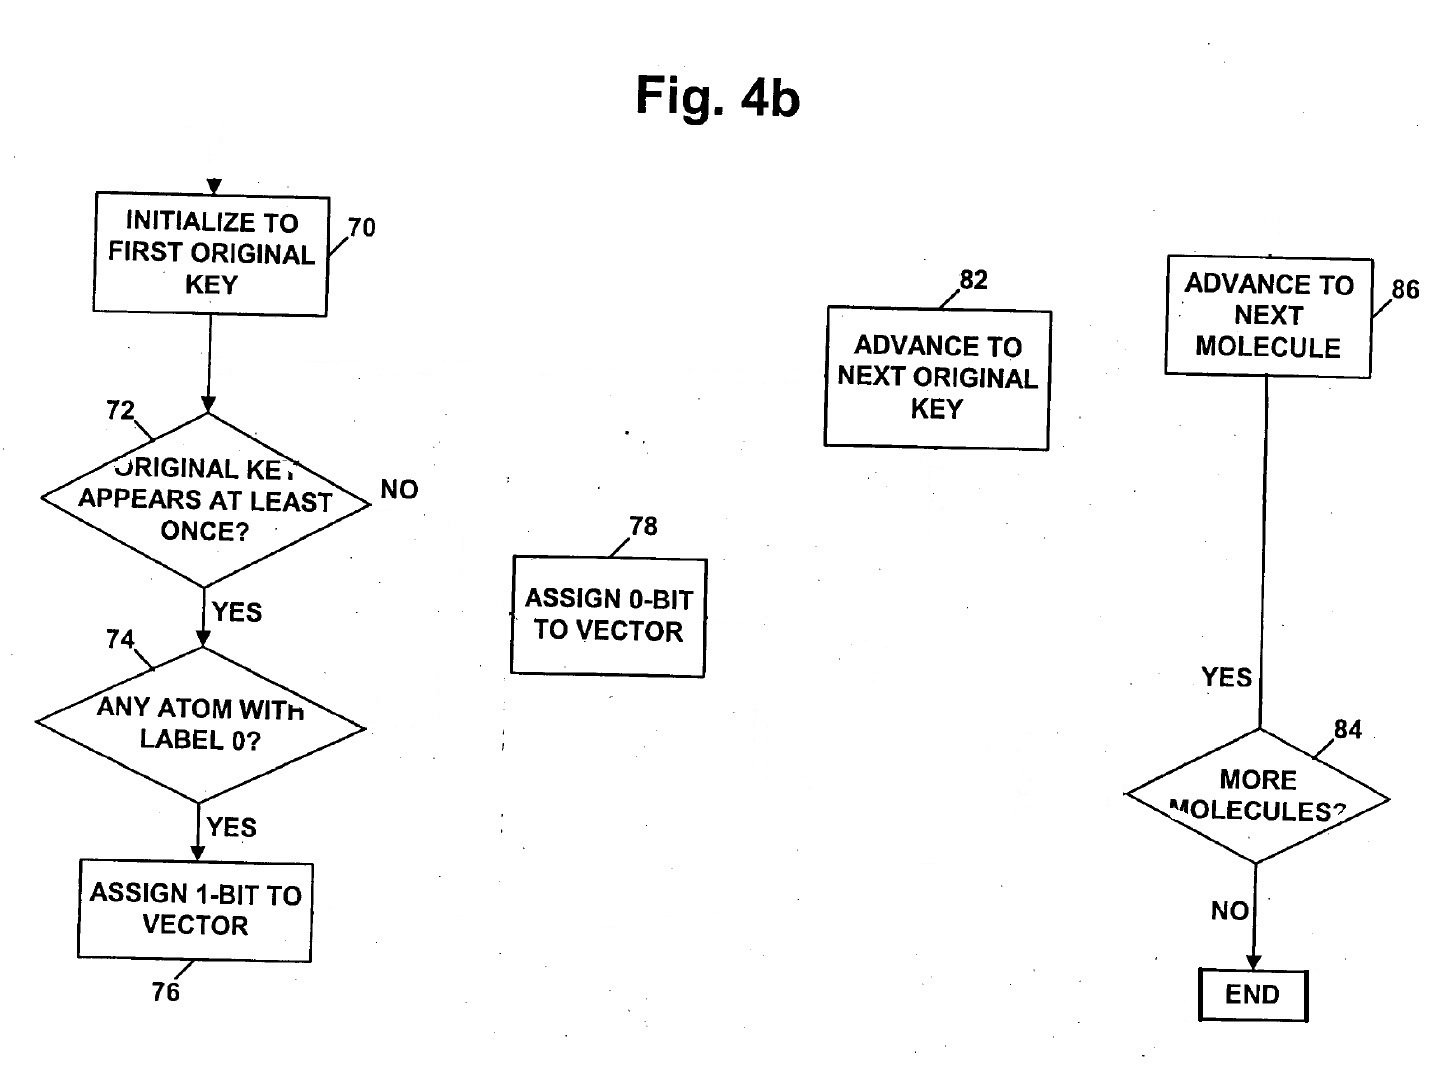 Fig. 4b
INITIALIZE TO
FIRST ORIGINAL
KEY
70
72
ORIGINAL KEY
APPEARS AT LEAST
ONCE?
NO
YES
74
ANY ATOM WITH
LABEL 0?
YES
ASSIGN 1-BIT TO
VECTOR
76
78
ASSIGN 0-BIT
TO VECTOR
82
ADVANCE TO
NEXT ORIGINAL
KEY
ADVANCE TO
NEXT
MOLECULE
86
YES
84
MORE
MOLECULES?
NO
END